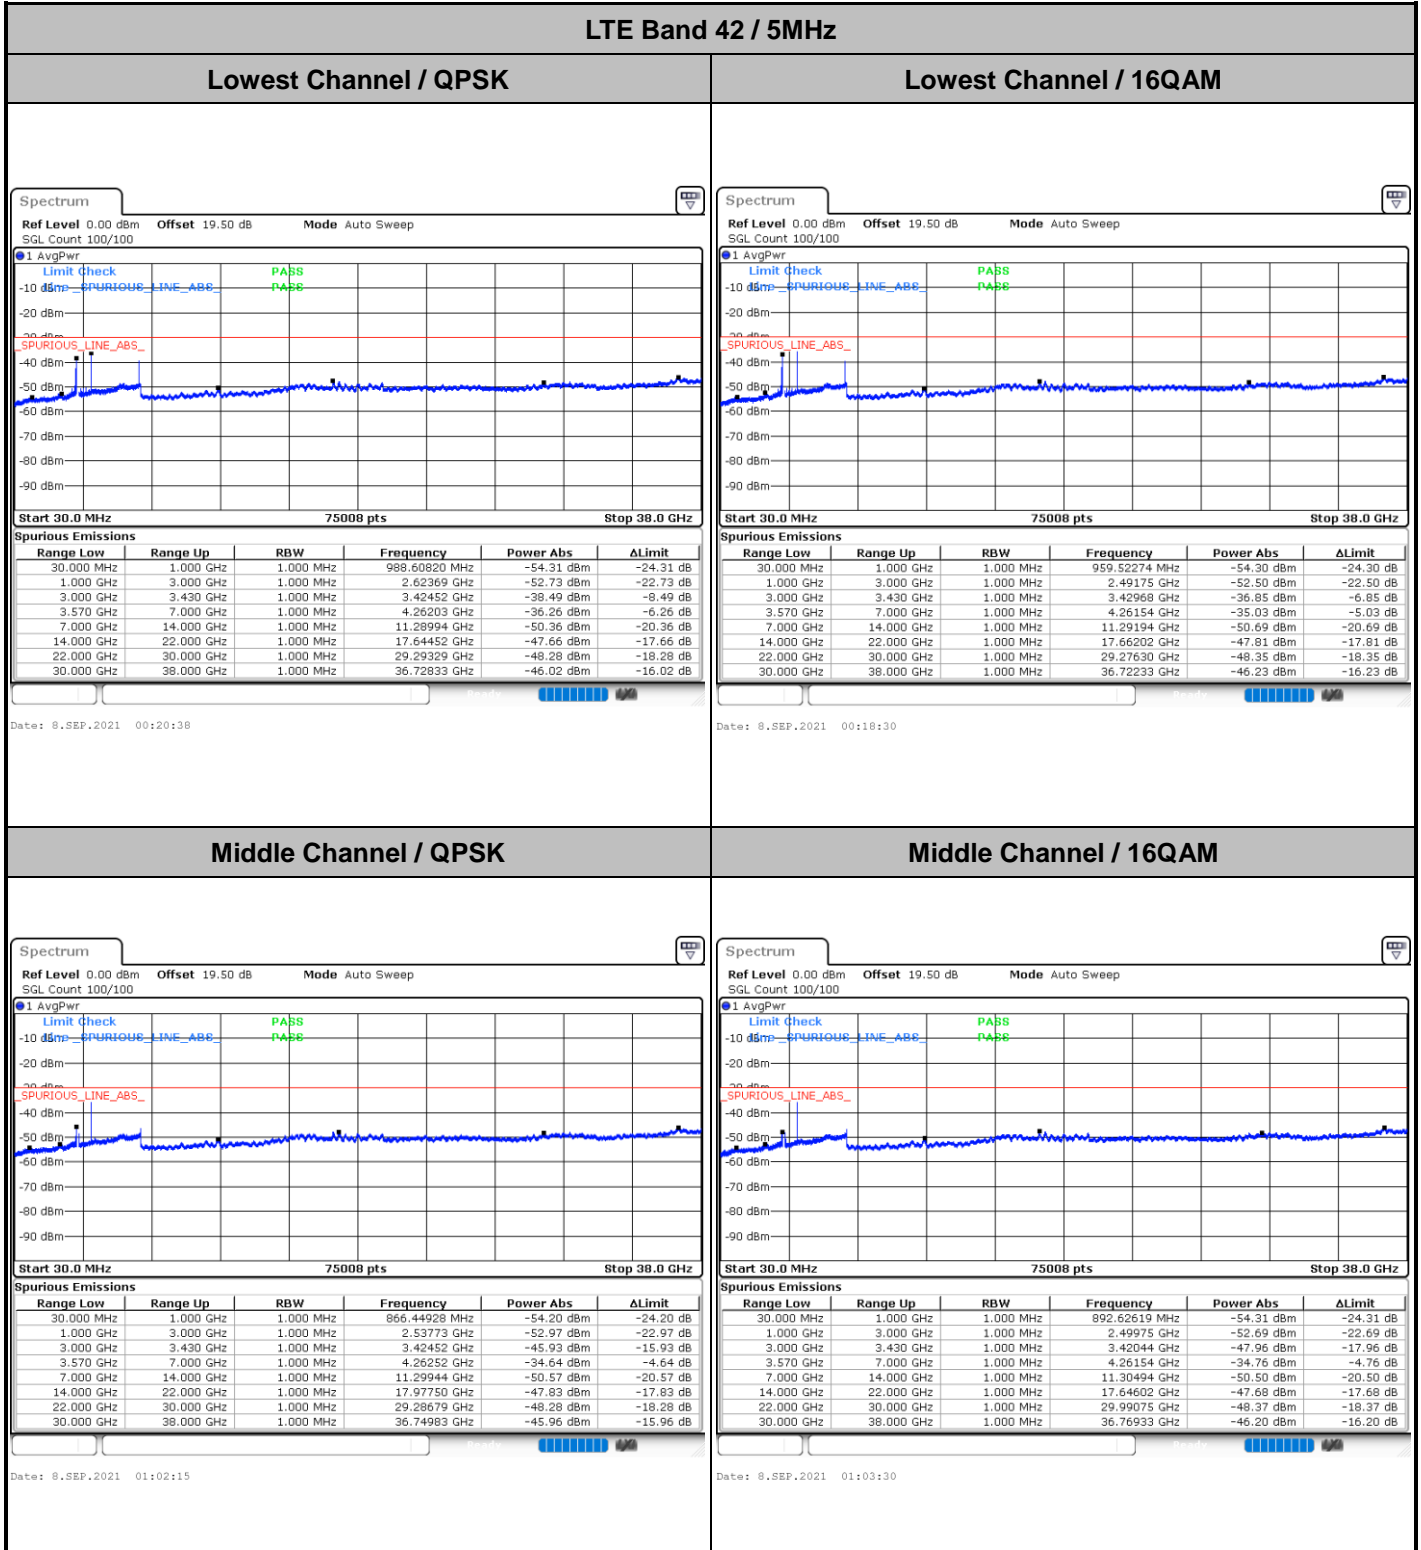 LTE Band 42 / 5MHz
Lowest Channel / QPSK
Lowest Channel / 16QAM
Spectrum
Ref Level 0.00 dBm Offset 19.50 dB Mode Auto Sweep
SGL Count 100/100
1 AvgPwr
Limit Check PASS
-10 dBm Line _SPURIOUS_LINE_ABS_ PASS
-20 dBm
_SPURIOUS_LINE_ABS_
-40 dBm
-50 dBm
-60 dBm
-70 dBm
-80 dBm
-90 dBm
Start 30.0 MHz 75008 pts Stop 38.0 GHz
Spurious Emissions
Range Low Range Up RBW Frequency Power Abs ΔLimit
30.000 MHz 1.000 GHz 1.000 MHz 988.60820 MHz -54.31 dBm -24.31 dB
1.000 GHz 3.000 GHz 1.000 MHz 2.62369 GHz -52.73 dBm -22.73 dB
3.000 GHz 3.430 GHz 1.000 MHz 3.42452 GHz -38.49 dBm -8.49 dB
3.570 GHz 7.000 GHz 1.000 MHz 4.26203 GHz -36.26 dBm -6.26 dB
7.000 GHz 14.000 GHz 1.000 MHz 11.28994 GHz -50.36 dBm -20.36 dB
14.000 GHz 22.000 GHz 1.000 MHz 17.64452 GHz -47.66 dBm -17.66 dB
22.000 GHz 30.000 GHz 1.000 MHz 29.29329 GHz -48.28 dBm -18.28 dB
30.000 GHz 38.000 GHz 1.000 MHz 36.72833 GHz -46.02 dBm -16.02 dB
Ready
Date: 8.SEP.2021 00:20:38
Spectrum
Ref Level 0.00 dBm Offset 19.50 dB Mode Auto Sweep
SGL Count 100/100
1 AvgPwr
Limit Check PASS
-10 dBm Line _SPURIOUS_LINE_ABS_ PASS
-20 dBm
_SPURIOUS_LINE_ABS_
-40 dBm
-50 dBm
-60 dBm
-70 dBm
-80 dBm
-90 dBm
Start 30.0 MHz 75008 pts Stop 38.0 GHz
Spurious Emissions
Range Low Range Up RBW Frequency Power Abs ΔLimit
30.000 MHz 1.000 GHz 1.000 MHz 959.52274 MHz -54.30 dBm -24.30 dB
1.000 GHz 3.000 GHz 1.000 MHz 2.49175 GHz -52.50 dBm -22.50 dB
3.000 GHz 3.430 GHz 1.000 MHz 3.42968 GHz -36.85 dBm -6.85 dB
3.570 GHz 7.000 GHz 1.000 MHz 4.26154 GHz -35.03 dBm -5.03 dB
7.000 GHz 14.000 GHz 1.000 MHz 11.29194 GHz -50.69 dBm -20.69 dB
14.000 GHz 22.000 GHz 1.000 MHz 17.66202 GHz -47.81 dBm -17.81 dB
22.000 GHz 30.000 GHz 1.000 MHz 29.27630 GHz -48.35 dBm -18.35 dB
30.000 GHz 38.000 GHz 1.000 MHz 36.72233 GHz -46.23 dBm -16.23 dB
Ready
Date: 8.SEP.2021 00:18:30
Middle Channel / QPSK
Middle Channel / 16QAM
Spectrum
Ref Level 0.00 dBm Offset 19.50 dB Mode Auto Sweep
SGL Count 100/100
1 AvgPwr
Limit Check PASS
-10 dBm Line _SPURIOUS_LINE_ABS_ PASS
-20 dBm
_SPURIOUS_LINE_ABS_
-40 dBm
-50 dBm
-60 dBm
-70 dBm
-80 dBm
-90 dBm
Start 30.0 MHz 75008 pts Stop 38.0 GHz
Spurious Emissions
Range Low Range Up RBW Frequency Power Abs ΔLimit
30.000 MHz 1.000 GHz 1.000 MHz 866.44928 MHz -54.20 dBm -24.20 dB
1.000 GHz 3.000 GHz 1.000 MHz 2.53773 GHz -52.97 dBm -22.97 dB
3.000 GHz 3.430 GHz 1.000 MHz 3.42452 GHz -45.93 dBm -15.93 dB
3.570 GHz 7.000 GHz 1.000 MHz 4.26252 GHz -34.64 dBm -4.64 dB
7.000 GHz 14.000 GHz 1.000 MHz 11.29944 GHz -50.57 dBm -20.57 dB
14.000 GHz 22.000 GHz 1.000 MHz 17.97750 GHz -47.83 dBm -17.83 dB
22.000 GHz 30.000 GHz 1.000 MHz 29.28679 GHz -48.28 dBm -18.28 dB
30.000 GHz 38.000 GHz 1.000 MHz 36.74983 GHz -45.96 dBm -15.96 dB
Ready
Date: 8.SEP.2021 01:02:15
Spectrum
Ref Level 0.00 dBm Offset 19.50 dB Mode Auto Sweep
SGL Count 100/100
1 AvgPwr
Limit Check PASS
-10 dBm Line _SPURIOUS_LINE_ABS_ PASS
-20 dBm
_SPURIOUS_LINE_ABS_
-40 dBm
-50 dBm
-60 dBm
-70 dBm
-80 dBm
-90 dBm
Start 30.0 MHz 75008 pts Stop 38.0 GHz
Spurious Emissions
Range Low Range Up RBW Frequency Power Abs ΔLimit
30.000 MHz 1.000 GHz 1.000 MHz 892.62619 MHz -54.31 dBm -24.31 dB
1.000 GHz 3.000 GHz 1.000 MHz 2.49975 GHz -52.69 dBm -22.69 dB
3.000 GHz 3.430 GHz 1.000 MHz 3.42044 GHz -47.96 dBm -17.96 dB
3.570 GHz 7.000 GHz 1.000 MHz 4.26154 GHz -34.76 dBm -4.76 dB
7.000 GHz 14.000 GHz 1.000 MHz 11.30494 GHz -50.50 dBm -20.50 dB
14.000 GHz 22.000 GHz 1.000 MHz 17.64602 GHz -47.68 dBm -17.68 dB
22.000 GHz 30.000 GHz 1.000 MHz 29.99075 GHz -48.37 dBm -18.37 dB
30.000 GHz 38.000 GHz 1.000 MHz 36.76933 GHz -46.20 dBm -16.20 dB
Ready
Date: 8.SEP.2021 01:03:30